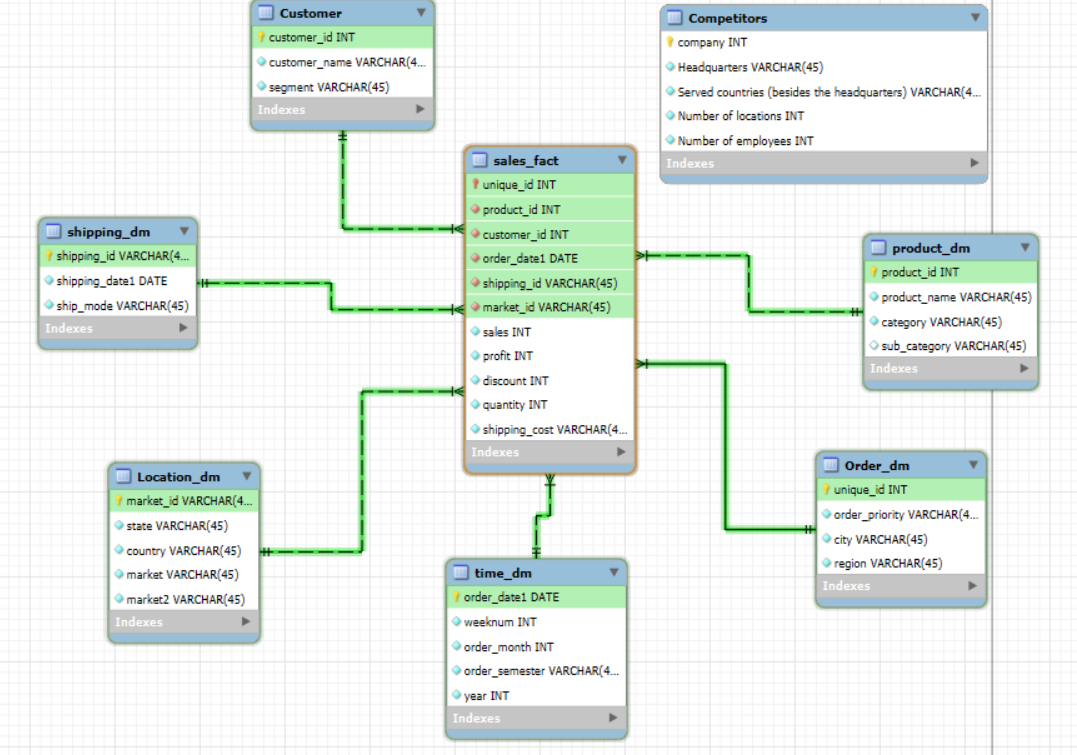 Customer
customer_id INT
customer_name VARCHAR(4...
segment VARCHAR(45)
Indexes
Competitors
company INT
Headquarters VARCHAR(45)
Served countries (besides the headquarters) VARCHAR(4...
Number of locations INT
Number of employees INT
Indexes
sales_fact
unique_id INT
product_id INT
customer_id INT
order_date1 DATE
shipping_id VARCHAR(45)
market_id VARCHAR(45)
sales INT
profit INT
discount INT
quantity INT
shipping_cost VARCHAR(4...
Indexes
shipping_dm
shipping_id VARCHAR(4...
shipping_date1 DATE
ship_mode VARCHAR(45)
Indexes
product_dm
product_id INT
product_name VARCHAR(45)
category VARCHAR(45)
sub_category VARCHAR(45)
Indexes
Location_dm
market_id VARCHAR(4...
state VARCHAR(45)
country VARCHAR(45)
market VARCHAR(45)
market2 VARCHAR(45)
Indexes
Order_dm
unique_id INT
order_priority VARCHAR(4...
city VARCHAR(45)
region VARCHAR(45)
Indexes
time_dm
order_date1 DATE
weeknum INT
order_month INT
order_semester VARCHAR(4...
year INT
Indexes